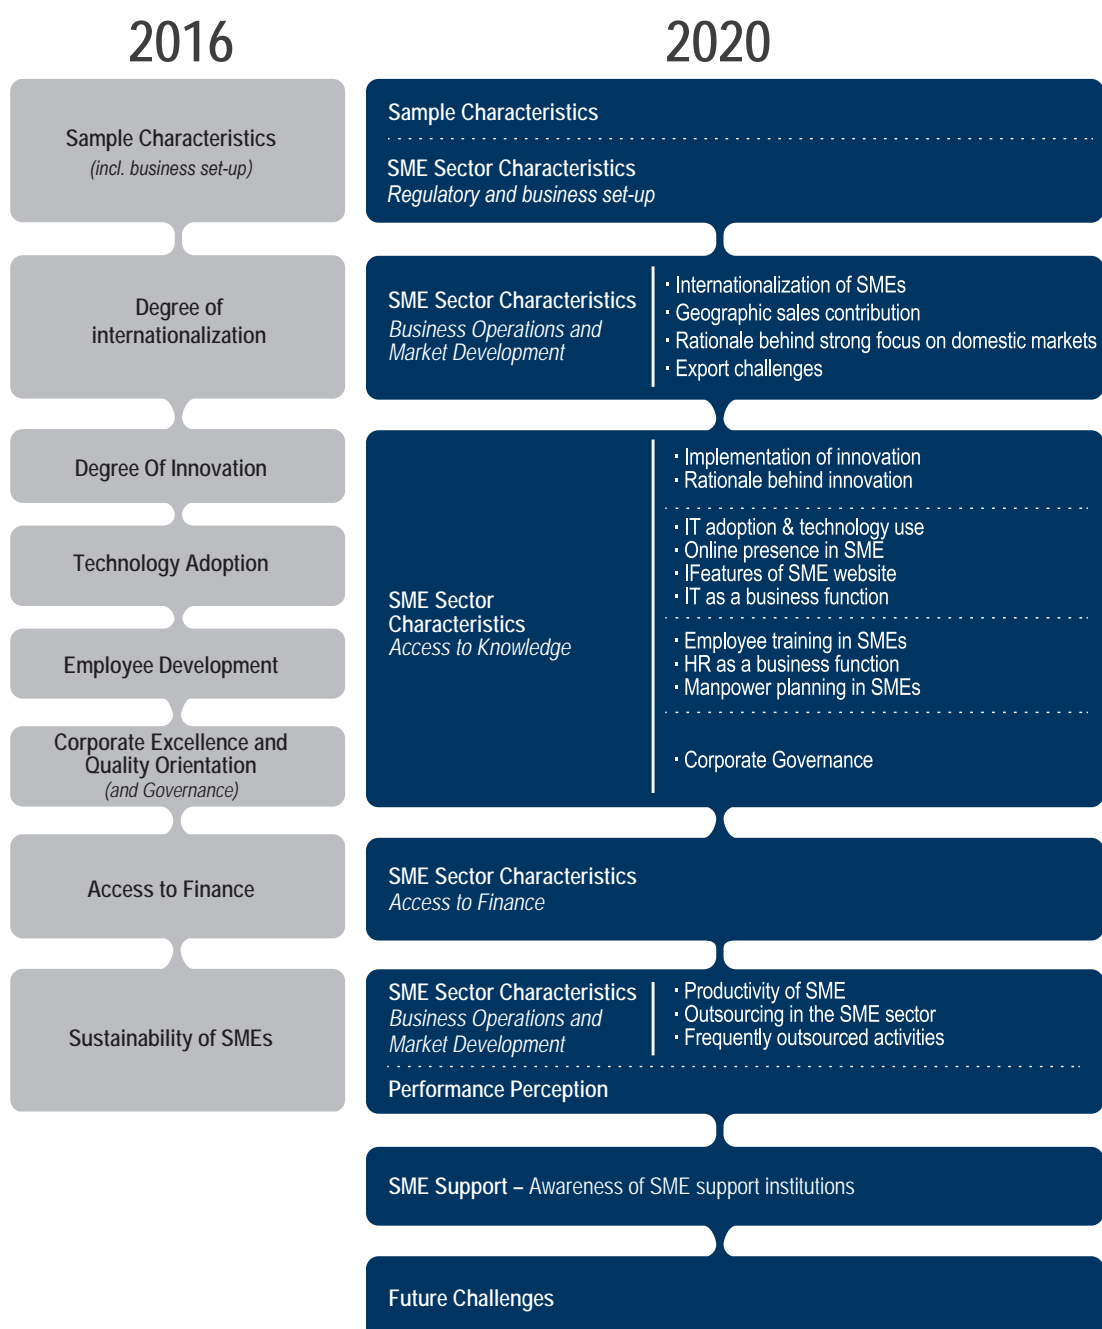 2016
2020
Sample Characteristics
(incl. business set-up)
Sample Characteristics
SME Sector Characteristics
Regulatory and business set-up
Degree of
internationalization
SME Sector Characteristics
Business Operations and
Market Development
· Internationalization of SMEs
· Geographic sales contribution
· Rationale behind strong focus on domestic markets
· Export challenges
Degree Of Innovation
Technology Adoption
Employee Development
Corporate Excellence and
Quality Orientation
(and Governance)
SME Sector
Characteristics
Access to Knowledge
· Implementation of innovation
· Rationale behind innovation
· IT adoption & technology use
· Online presence in SME
· IFeatures of SME website
· IT as a business function
· Employee training in SMEs
· HR as a business function
· Manpower planning in SMEs
· Corporate Governance
Access to Finance
SME Sector Characteristics
Access to Finance
Sustainability of SMEs
SME Sector Characteristics
Business Operations and
Market Development
· Productivity of SME
· Outsourcing in the SME sector
· Frequently outsourced activities
Performance Perception
SME Support – Awareness of SME support institutions
Future Challenges